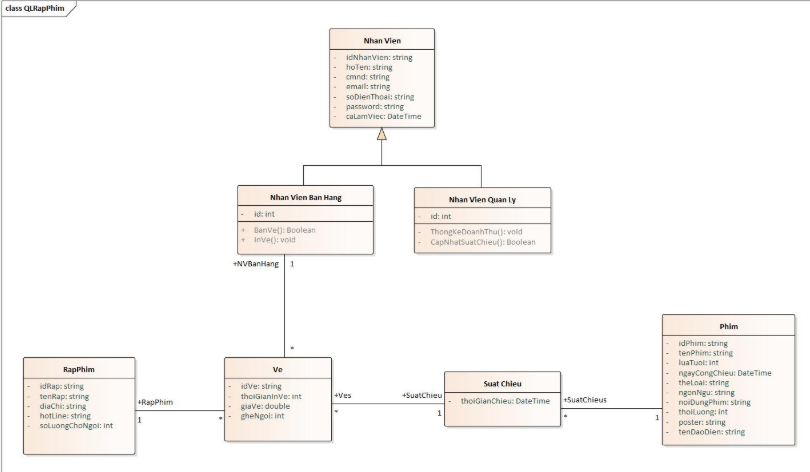 class QLRapPhim
Nhan Vien
- idNhanVien: string
- hoTen: string
- cmnd: string
- email: string
- soDienThoai: string
- password: string
- caLamViec: DateTime
Nhan Vien Ban Hang
- id: int
+ BanVe(): Boolean
+ InVe(): void
Nhan Vien Quan Ly
- id: int
- ThongKeDoanhThu(): void
- CapNhatSuatChieu(): Boolean
+NVBanHang 1
*
RapPhim
- idRap: string
- tenRap: string
- diaChi: string
- hotLine: string
- soLuongChoNgoi: int
+RapPhim
1 *
Ve
- idVe: string
- thoiGianInVe: int
- giaVe: double
- gheNgoi: int
+Ves +SuatChieu
* 1
Suat Chieu
- thoiGianChieu: DateTime
+SuatChieus
* 1
Phim
- idPhim: string
- tenPhim: string
- luaTuoi: int
- ngayCongChieu: DateTime
- theLoai: string
- ngonNgu: string
- noiDungPhim: string
- thoiLuong: int
- poster: string
- tenDaoDien: string